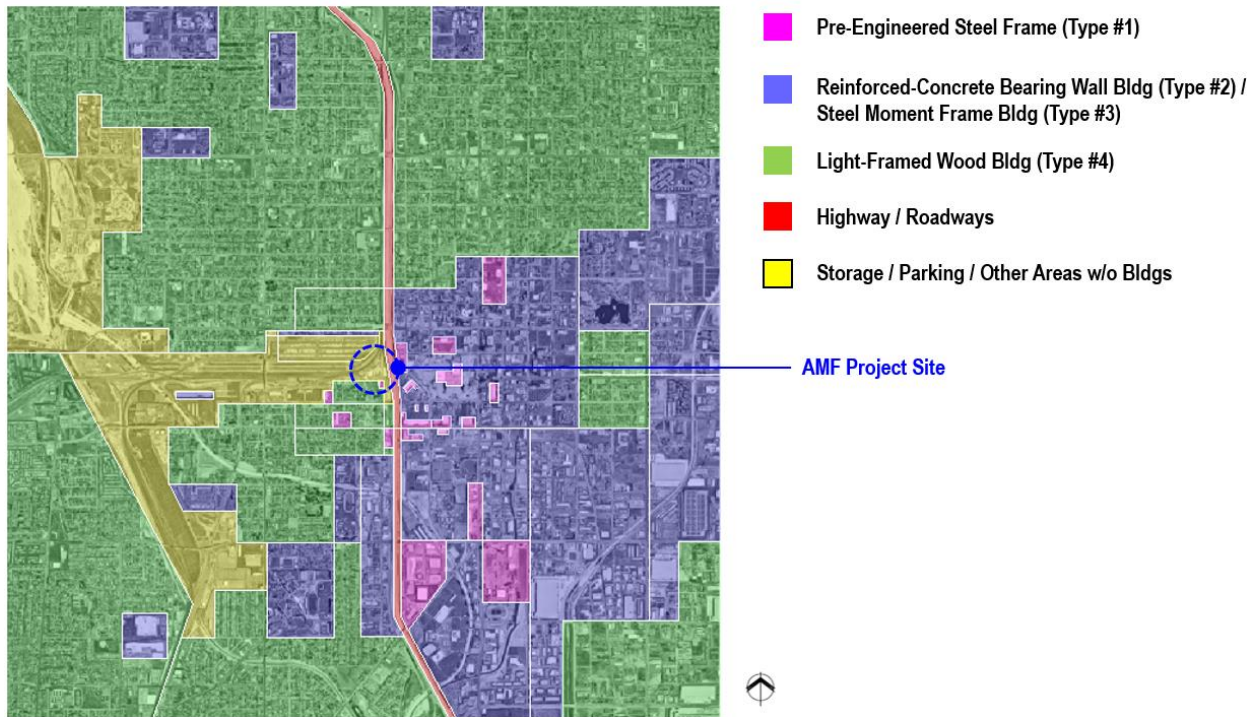 Pre-Engineered Steel Frame (Type #1)
Reinforced-Concrete Bearing Wall Bldg (Type #2) /
Steel Moment Frame Bldg (Type #3)
Light-Framed Wood Bldg (Type #4)
Highway / Roadways
Storage / Parking / Other Areas w/o Bldgs
AMF Project Site